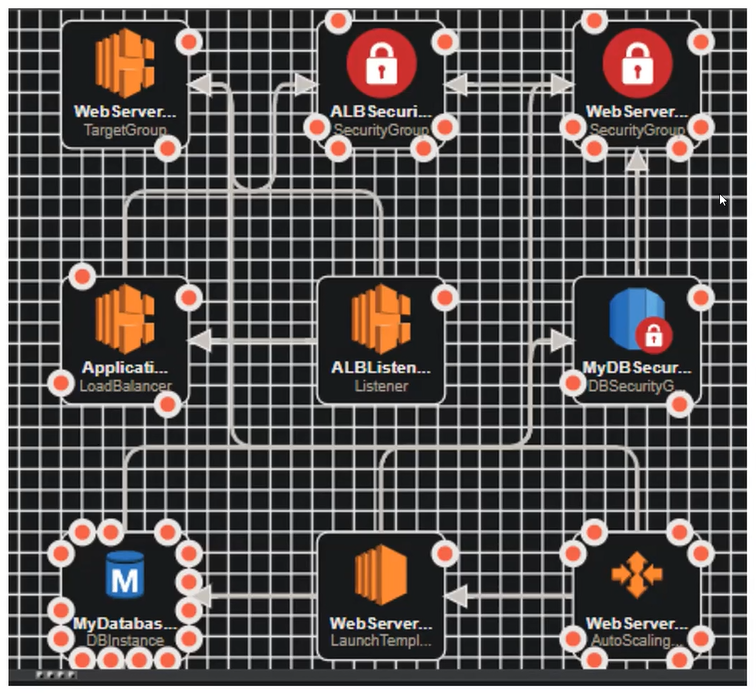 WebServer...
TargetGroup
ALBSecuri...
SecurityGroup
WebServer...
SecurityGroup
Applicati...
LoadBalancer
ALBListen...
Listener
MyDBSecur...
DBSecurityG...
M
MyDatabas...
DBInstance
WebServer...
LaunchTempl...
WebServer...
AutoScaling...